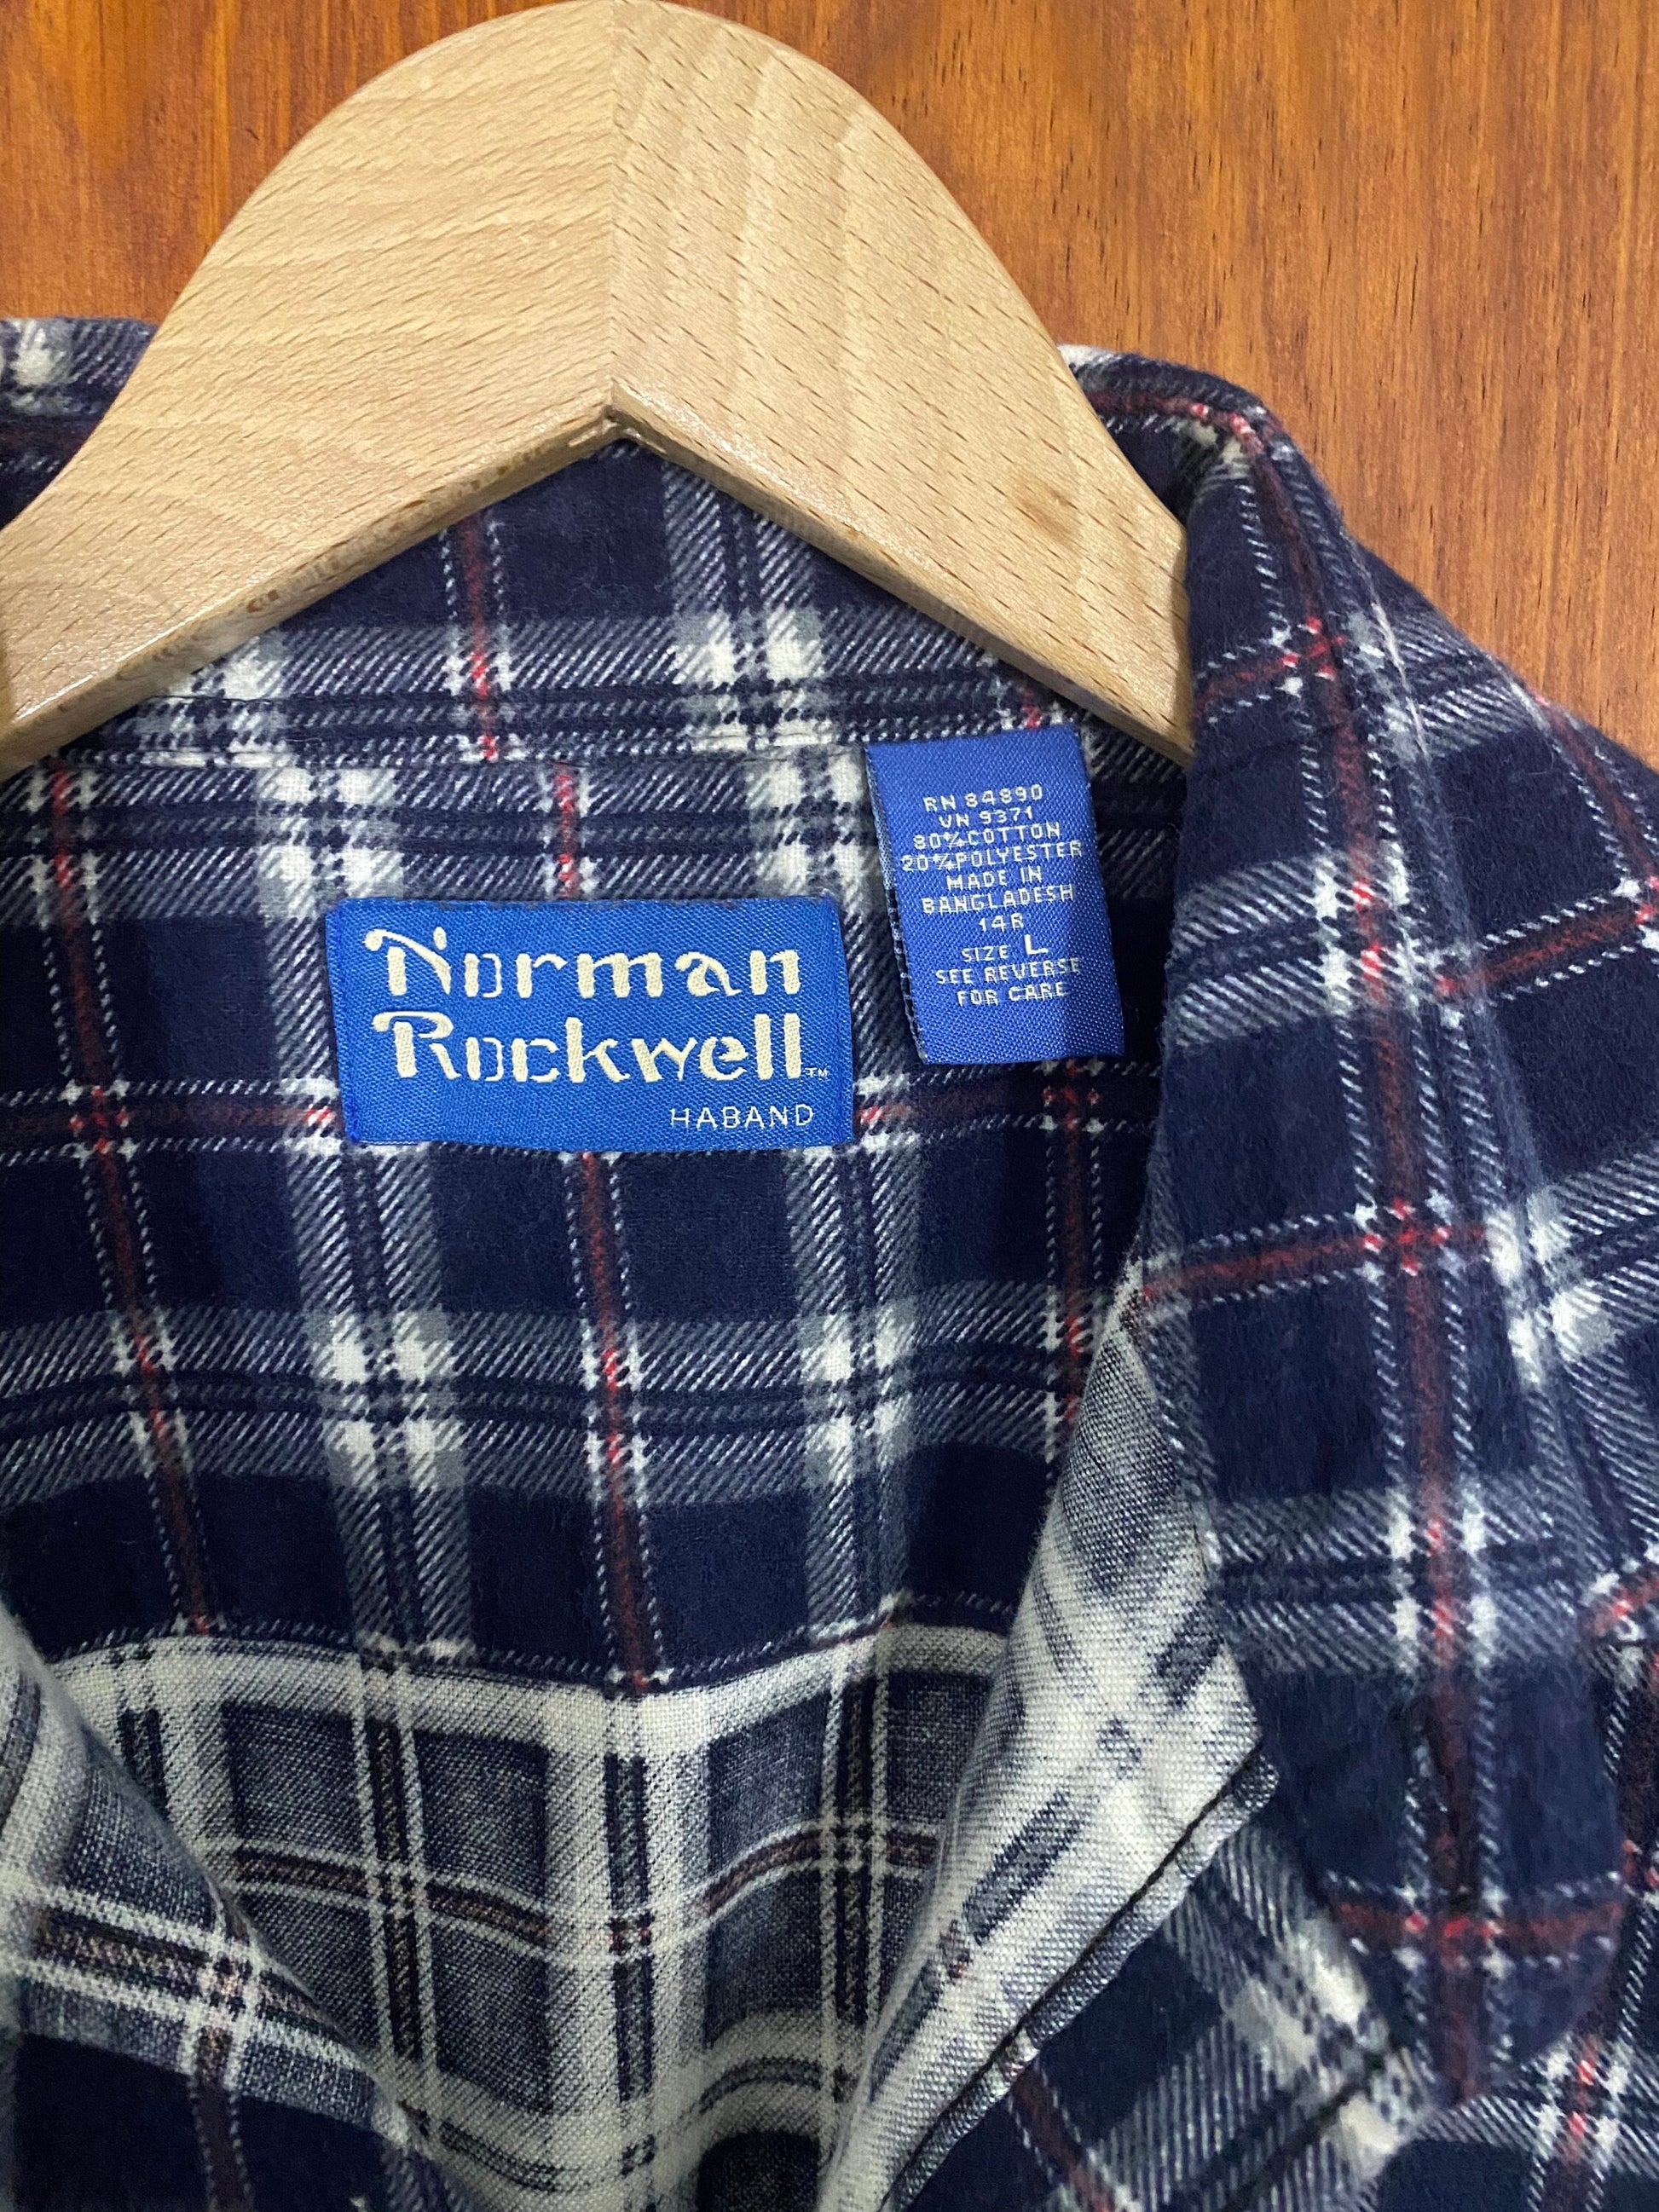 Norman
Rockwell™
HABAND
RN 84890
VN 9371
80% COTTON
20% POLYESTER
MADE IN
BANGLADESH
14R
SIZE L
SEE REVERSE
FOR CARE